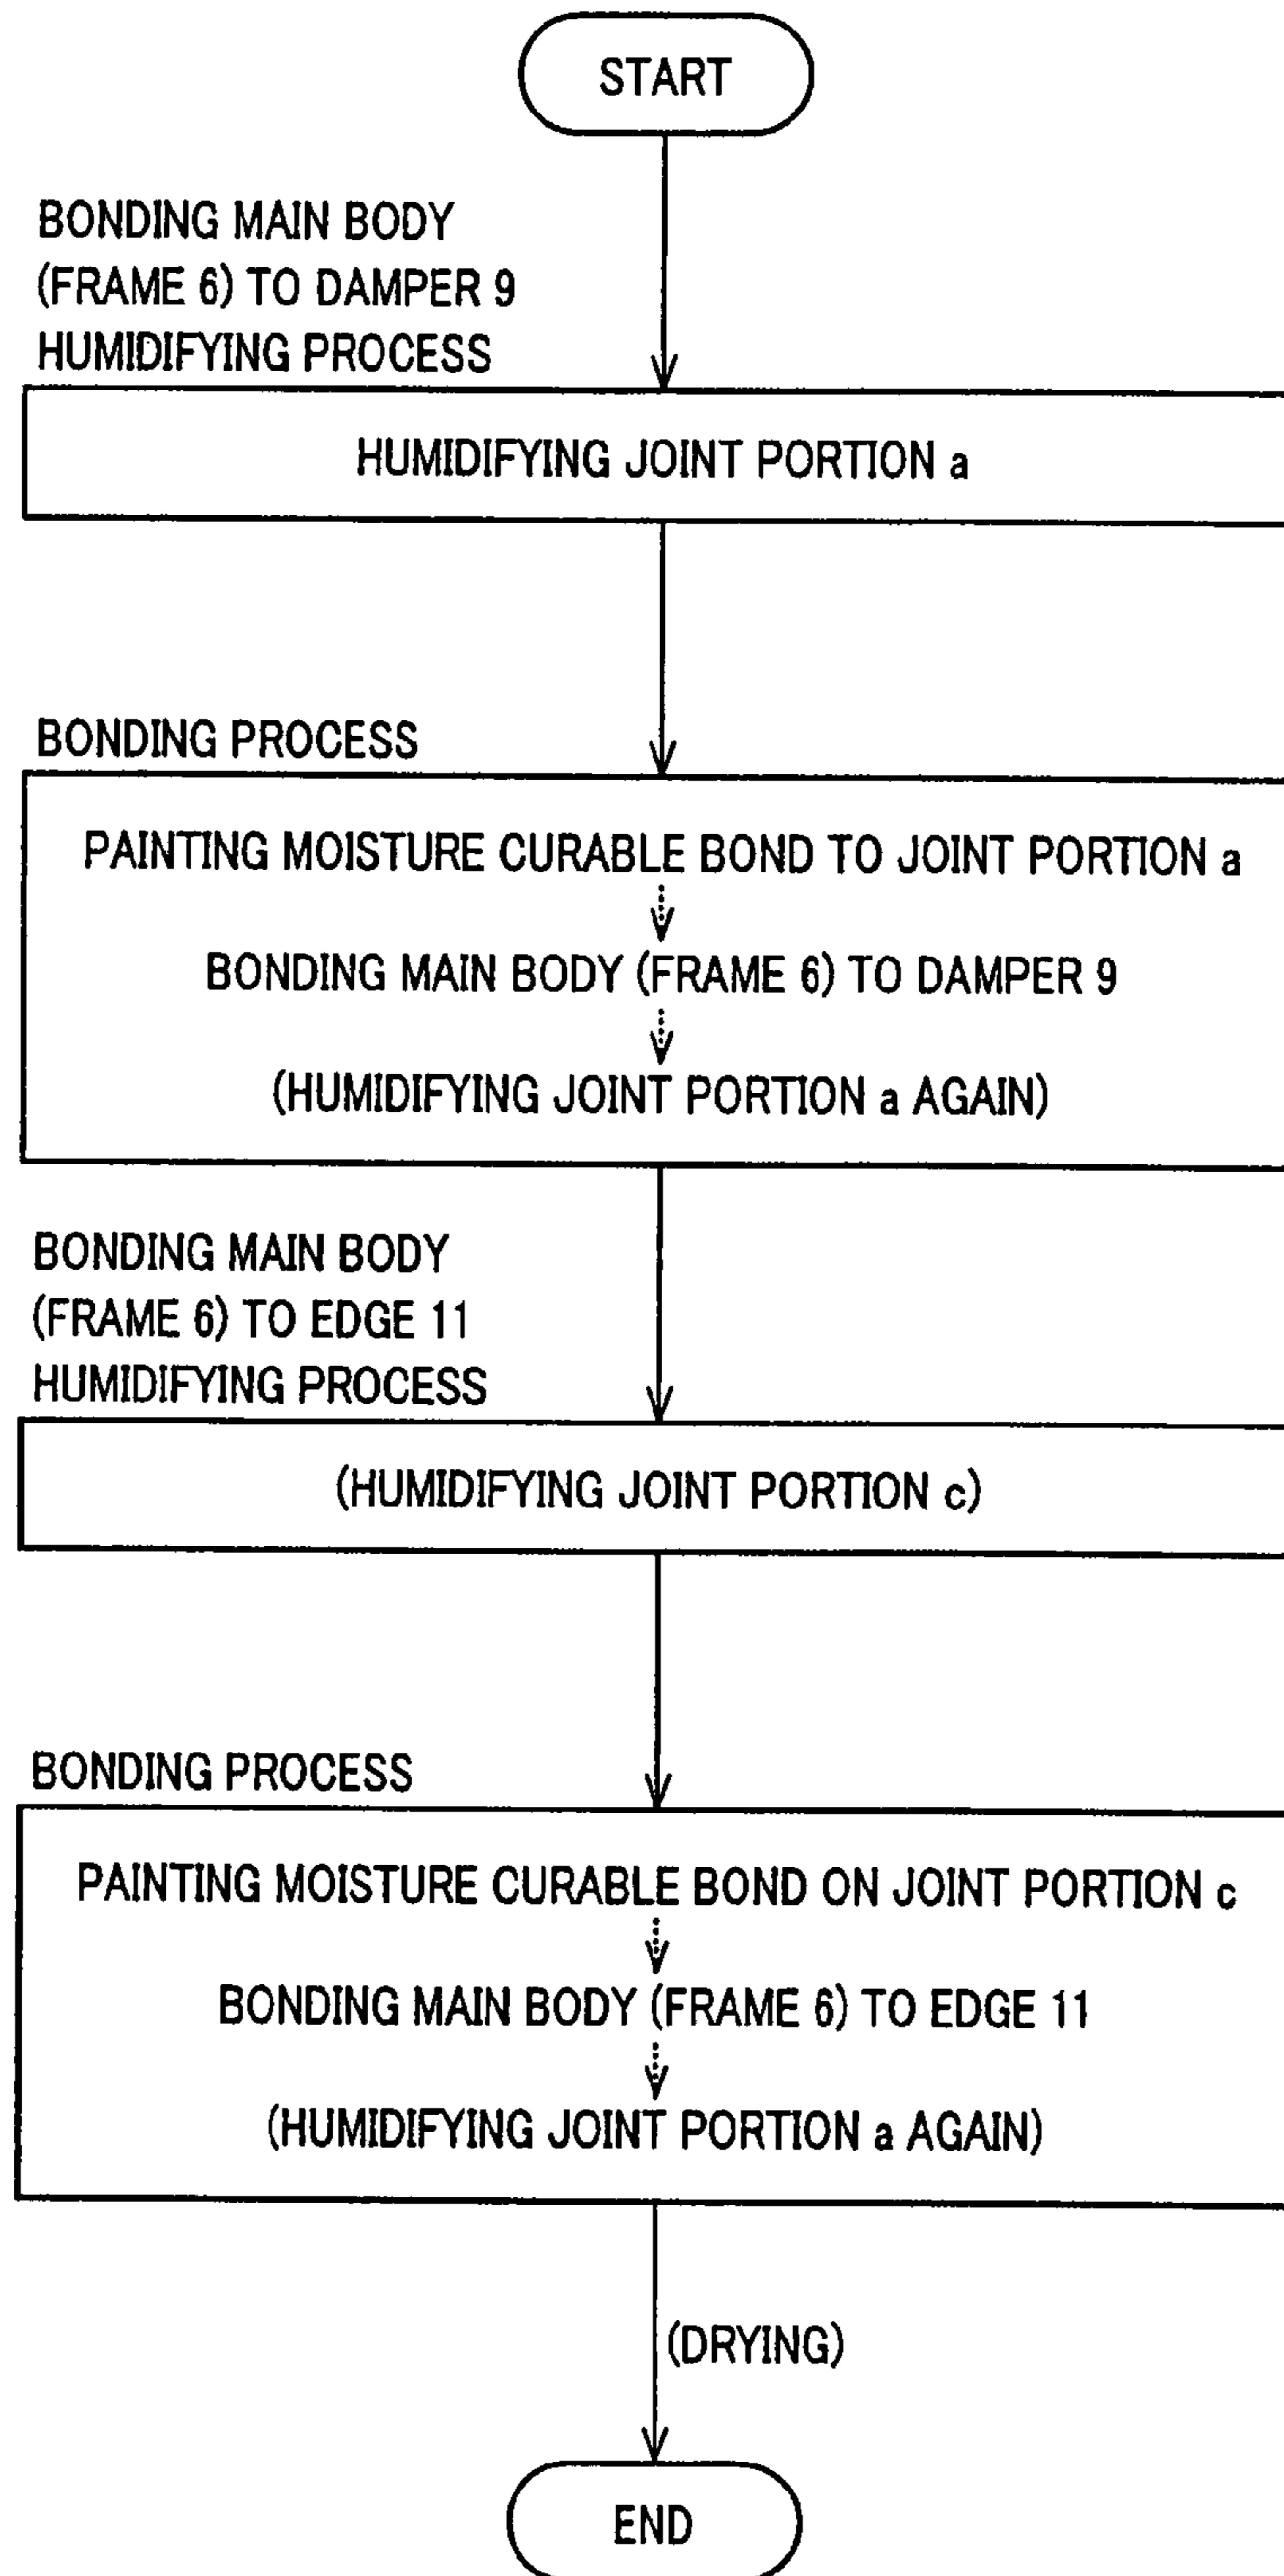 START
BONDING MAIN BODY
(FRAME 6) TO DAMPER 9
HUMIDIFYING PROCESS
HUMIDIFYING JOINT PORTION a
BONDING PROCESS
PAINTING MOISTURE CURABLE BOND TO JOINT PORTION a
BONDING MAIN BODY (FRAME 6) TO DAMPER 9
(HUMIDIFYING JOINT PORTION a AGAIN)
BONDING MAIN BODY
(FRAME 6) TO EDGE 11
HUMIDIFYING PROCESS
(HUMIDIFYING JOINT PORTION c)
BONDING PROCESS
PAINTING MOISTURE CURABLE BOND ON JOINT PORTION c
BONDING MAIN BODY (FRAME 6) TO EDGE 11
(HUMIDIFYING JOINT PORTION a AGAIN)
(DRYING)
END